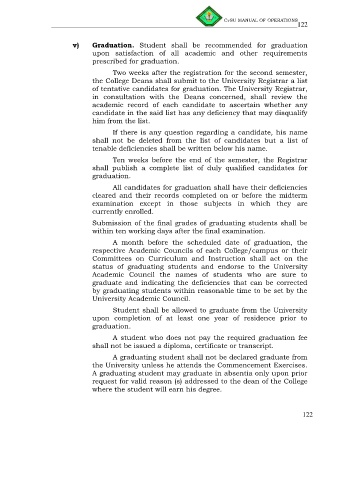 CvSU MANUAL OF OPERATIONS
122
v) Graduation. Student shall be recommended for graduation
upon satisfaction of all academic and other requirements
prescribed for graduation.
Two weeks after the registration for the second semester,
the College Deans shall submit to the University Registrar a list
of tentative candidates for graduation. The University Registrar,
in consultation with the Deans concerned, shall review the
academic record of each candidate to ascertain whether any
candidate in the said list has any deficiency that may disqualify
him from the list.
If there is any question regarding a candidate, his name
shall not be deleted from the list of candidates but a list of
tenable deficiencies shall be written below his name.
Ten weeks before the end of the semester, the Registrar
shall publish a complete list of duly qualified candidates for
graduation.
All candidates for graduation shall have their deficiencies
cleared and their records completed on or before the midterm
examination except in those subjects in which they are
currently enrolled.
Submission of the final grades of graduating students shall be
within ten working days after the final examination.
A month before the scheduled date of graduation, the
respective Academic Councils of each College/campus or their
Committees on Curriculum and Instruction shall act on the
status of graduating students and endorse to the University
Academic Council the names of students who are sure to
graduate and indicating the deficiencies that can be corrected
by graduating students within reasonable time to be set by the
University Academic Council.
Student shall be allowed to graduate from the University
upon completion of at least one year of residence prior to
graduation.
A student who does not pay the required graduation fee
shall not be issued a diploma, certificate or transcript.
A graduating student shall not be declared graduate from
the University unless he attends the Commencement Exercises.
A graduating student may graduate in absentia only upon prior
request for valid reason (s) addressed to the dean of the College
where the student will earn his degree.
122